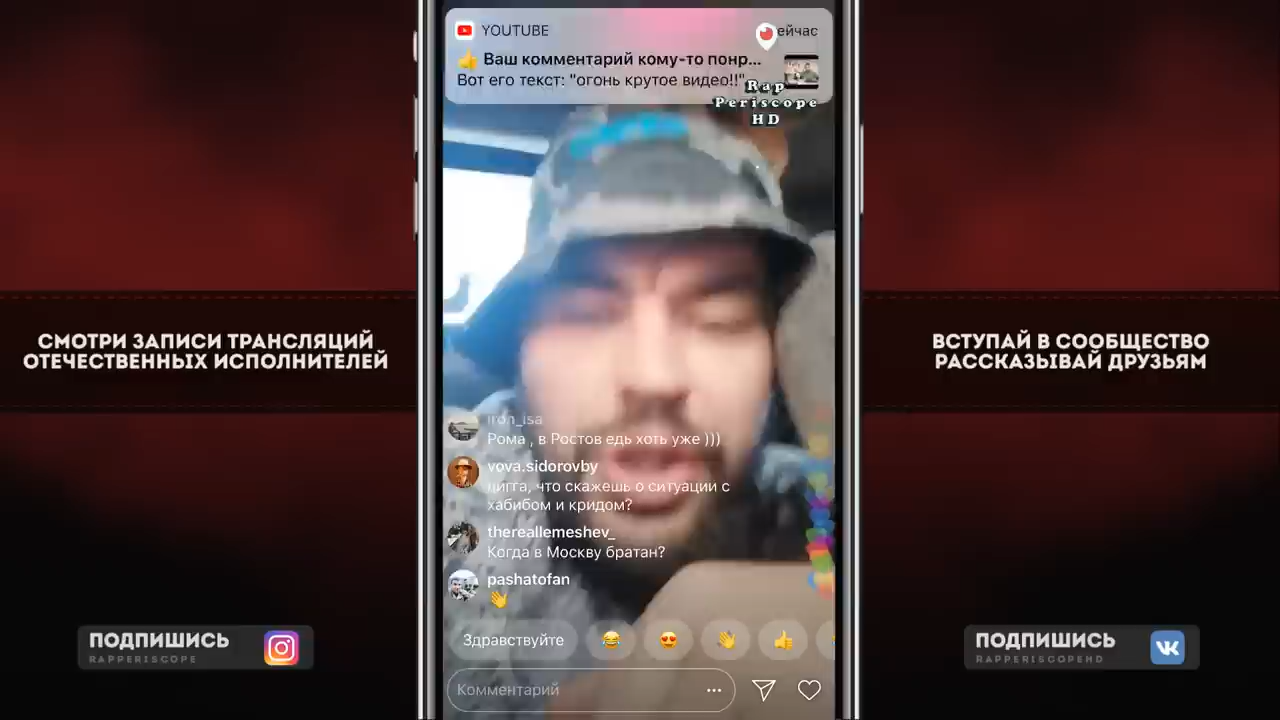 YOUTUBE
ейчас
👍 Ваш комментарий кому-то понр...
Вот его текст: "огонь крутое видео!!"
Rap
Periscope
HD
СМОТРИ ЗАПИСИ ТРАНСЛЯЦИЙ
ОТЕЧЕСТВЕННЫХ ИСПОЛНИТЕЛЕЙ
ВСТУПАЙ В СООБЩЕСТВО
РАССКАЗЫВАЙ ДРУЗЬЯМ
iron_isa
Рома , в Ростов едь хоть уже )))
vova.sidorovby
нигга, что скажешь о ситуации с
хабибом и кридом?
thereallemeshev_
Когда в Москву братан?
pashatofan
👋
Здравствуйте 😂 😍 👋 👍
Комментарий ...
ПОДПИШИСЬ
RAPPERISCOPE
ПОДПИШИСЬ
RAPPERISCOPEHD